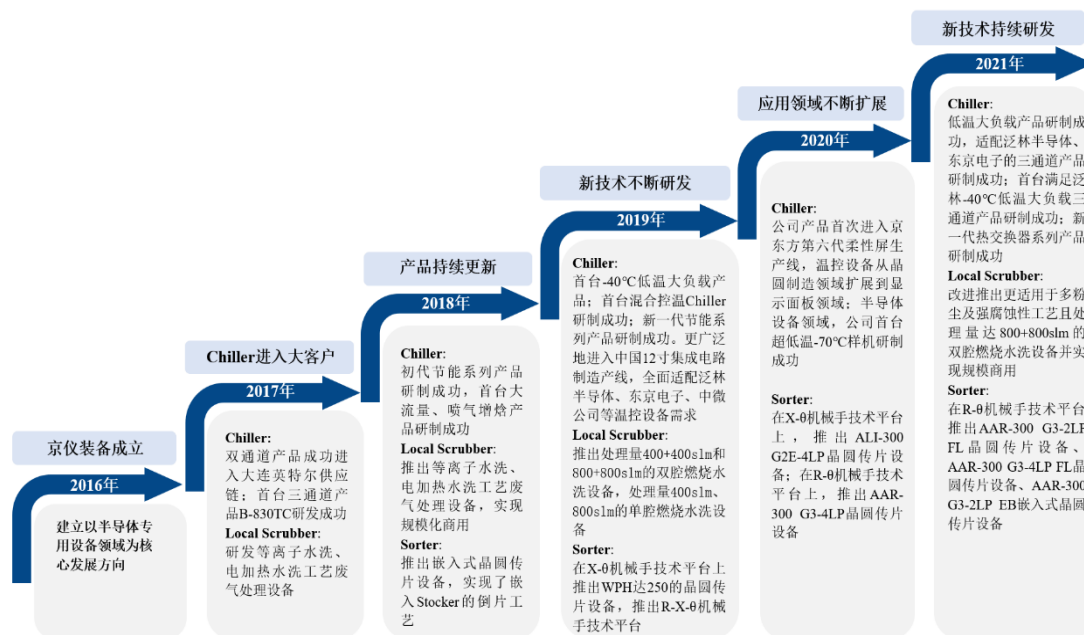 京仪装备成立
2016年
建立以半导体专
用设备领域为核
心发展方向
Chiller进入大客户
2017年
Chiller:
双通道产品成功进
入大连英特尔供应
链；首台三通道产
品B-830TC研发成功
Local Scrubber:
研发等离子水洗、
电加热水洗工艺废
气处理设备
产品持续更新
2018年
Chiller:
初代节能系列产品
研制成功，首台大
流量、喷气增焓产
品研制成功
Local Scrubber:
推出等离子水洗、
电加热水洗工艺废
气处理设备，实现
规模化商用
Sorter:
推出嵌入式晶圆传
片设备，实现了嵌
入Stocker的倒片工
艺
新技术不断研发
2019年
Chiller:
首台-40℃低温大负载产
品；首台混合控温Chiller
研制成功；新一代节能系
列产品研制成功。更广泛
地进入中国12寸集成电路
制造产线，全面适配泛林
半导体、东京电子、中微
公司等温控设备需求
Local Scrubber:
推出处理量400+400slm和
800+800slm的双腔燃烧水
洗设备，处理量400slm、
800slm的单腔燃烧水洗设
备
Sorter:
在X-θ机械手技术平台上
推出WPH达250的晶圆传
片设备，推出R-X-θ机械
手技术平台
应用领域不断扩展
2020年
Chiller:
公司产品首次进入京
东方第六代柔性屏生
产线，温控设备从晶
圆制造领域扩展到显
示面板领域；半导体
设备领域，公司首台
超低温-70℃样机研制
成功
Sorter:
在X-θ机械手技术平台
上，推出ALI-300
G2E-4LP晶圆传片设
备；在R-θ机械手技术
平台上，推出AAR-
300 G3-4LP晶圆传片
设备
新技术持续研发
2021年
Chiller:
低温大负载产品研制成
功，适配泛林半导体、
东京电子的三通道产品
研制成功；首台满足泛
林-40℃低温大负载三
通道产品研制成功；新
一代热交换器系列产品
研制成功
Local Scrubber:
改进推出更适用于多粉
尘及强腐蚀性工艺且处
理量达800+800slm的
双腔燃烧水洗设备并实
现规模商用
Sorter:
在R-θ机械手技术平台
推出AAR-300 G3-2LP
FL晶圆传片设备、
AAR-300 G3-4LP FL晶
圆传片设备、AAR-300
G3-2LP EB嵌入式晶圆
传片设备